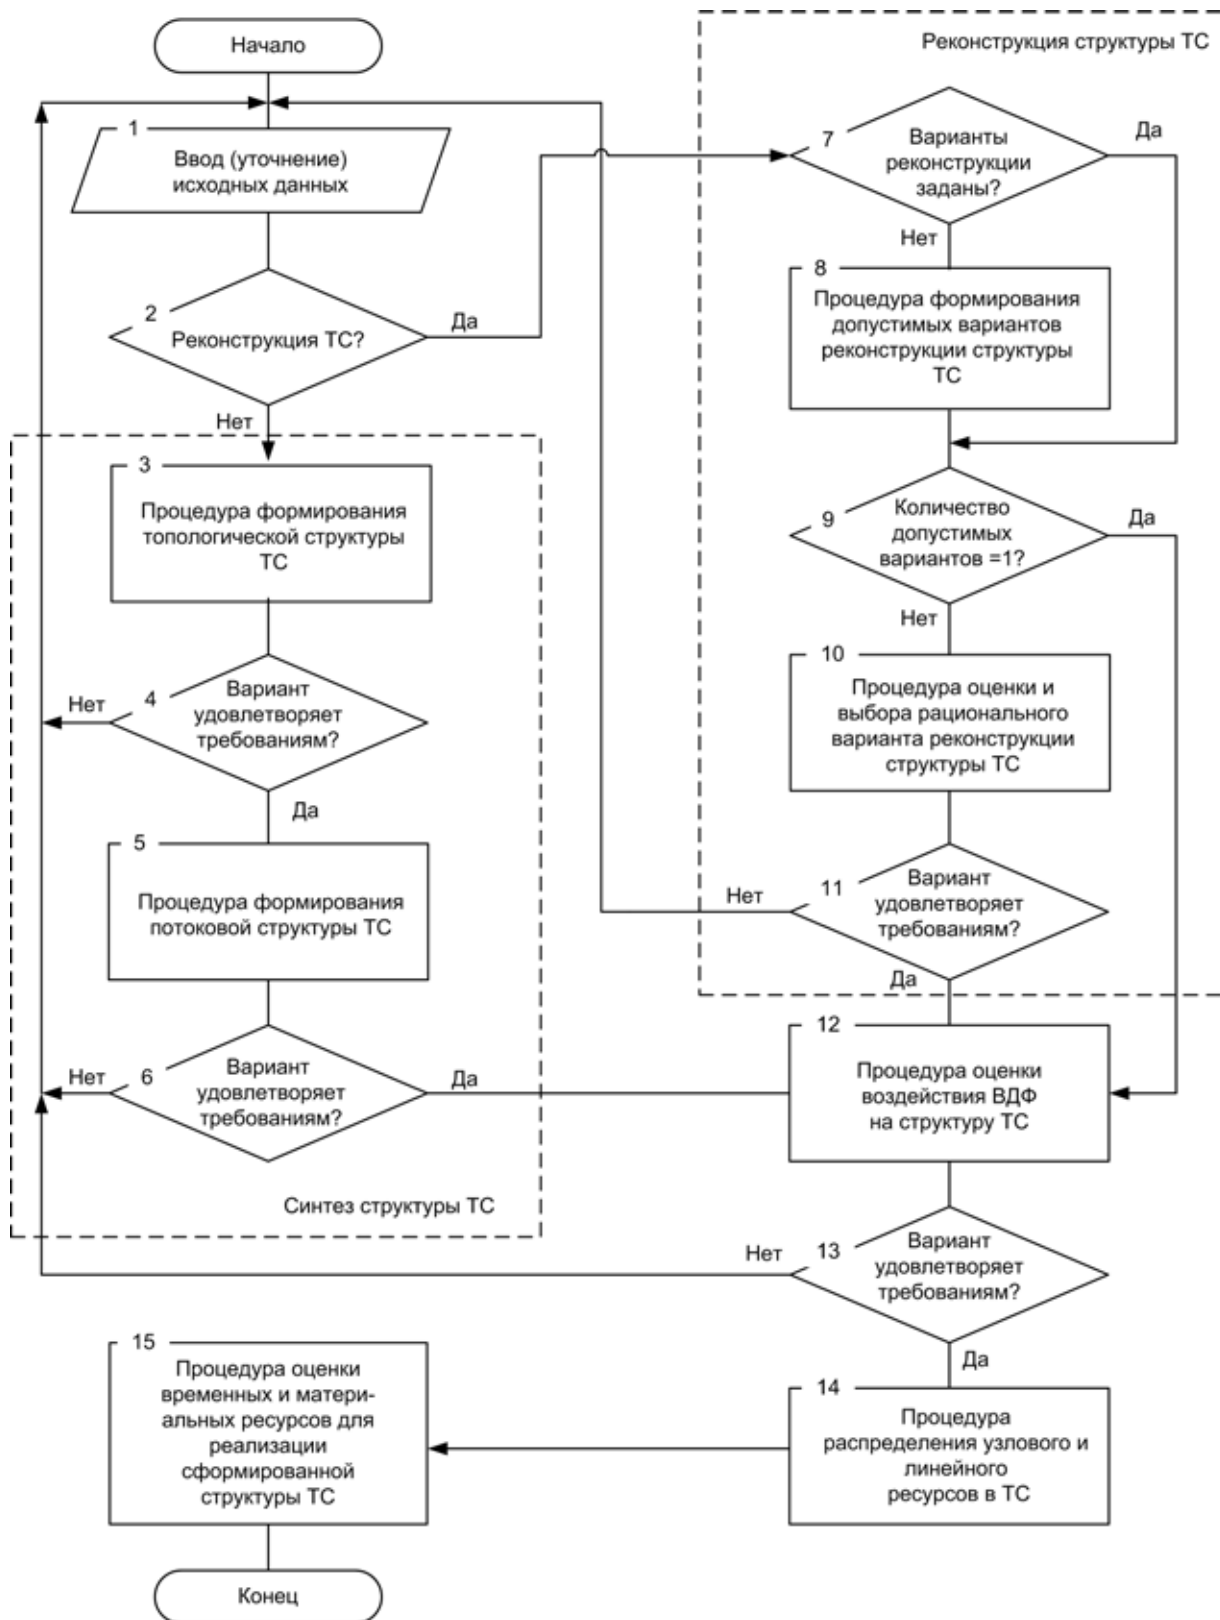 Начало
1
Ввод (уточнение)
исходных данных
2
Реконструкция ТС?
Да
Нет
3
Процедура формирования
топологической структуры
ТС
4
Вариант
удовлетворяет
требованиям?
Нет
Да
5
Процедура формирования
потоковой структуры ТС
6
Вариант
удовлетворяет
требованиям?
Нет
Да
Синтез структуры ТС
Реконструкция структуры ТС
7
Варианты
реконструкции
заданы?
Да
Нет
8
Процедура формирования
допустимых вариантов
реконструкции структуры
ТС
9
Количество
допустимых
вариантов =1?
Да
Нет
10
Процедура оценки и
выбора рационального
варианта реконструкции
структуры ТС
11
Вариант
удовлетворяет
требованиям?
Нет
Да
12
Процедура оценки
воздействия ВДФ
на структуру ТС
13
Вариант
удовлетворяет
требованиям?
Нет
Да
14
Процедура
распределения узлового и
линейного
ресурсов в ТС
15
Процедура оценки
временных и матери-
альных ресурсов для
реализации
сформированной
структуры ТС
Конец